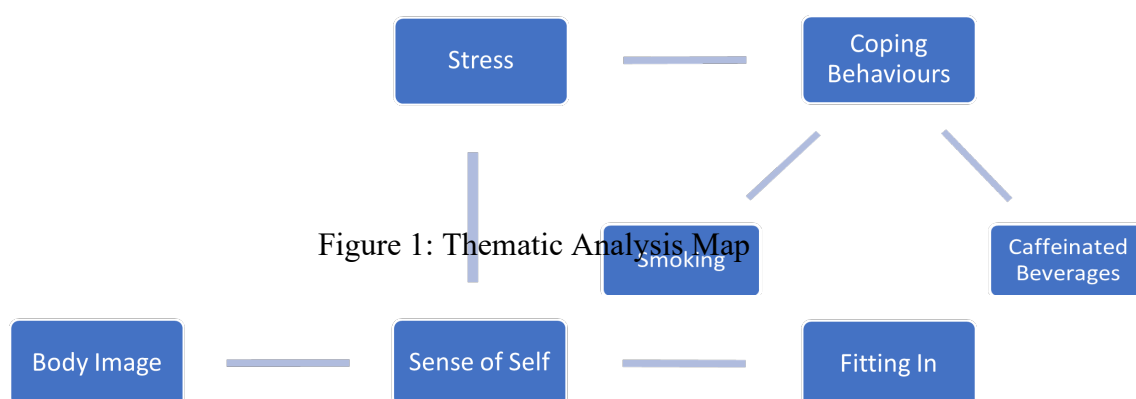 Stress
Coping
Behaviours
Figure 1: Thematic Analysis Map
Smoking
Caffeinated
Beverages
Body Image
Sense of Self
Fitting In